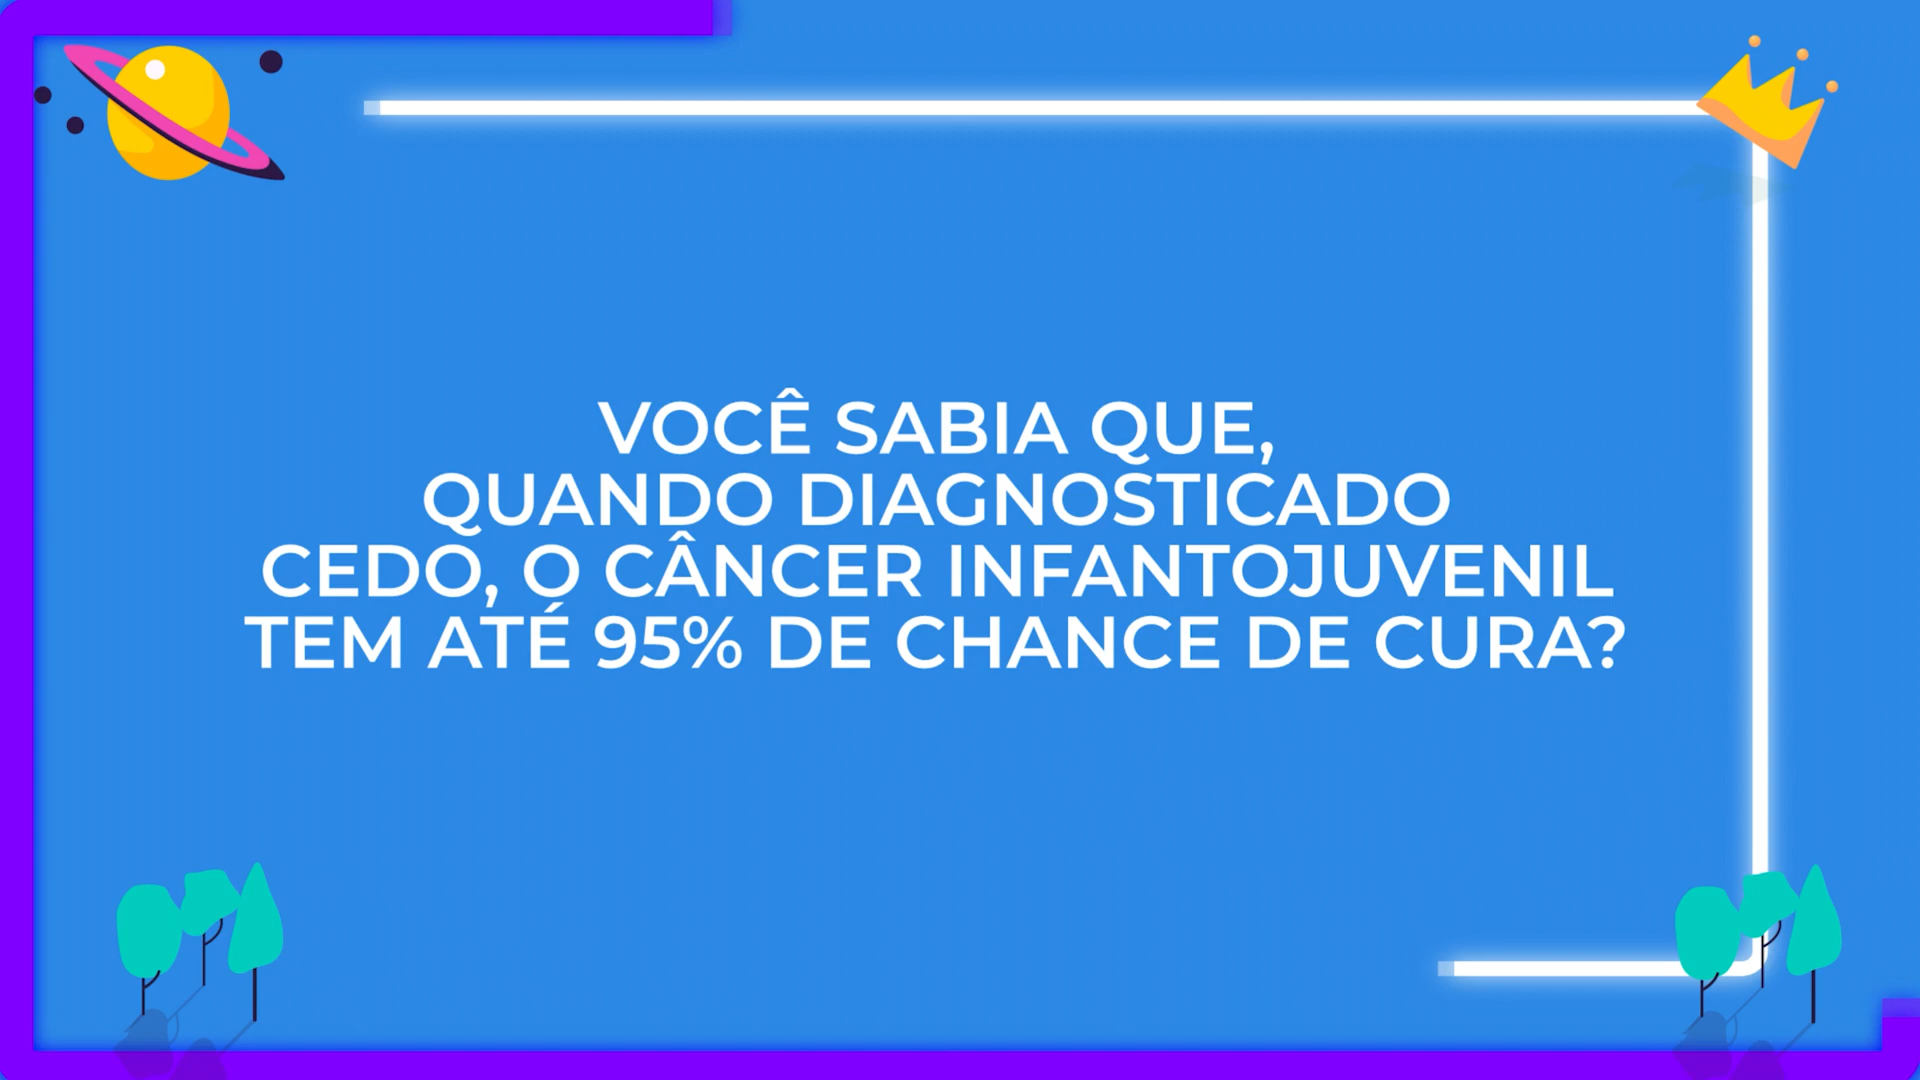 VOCÊ SABIA QUE,
QUANDO DIAGNOSTICADO
CEDO, O CÂNCER INFANTOJUVENIL
TEM ATÉ 95% DE CHANCE DE CURA?